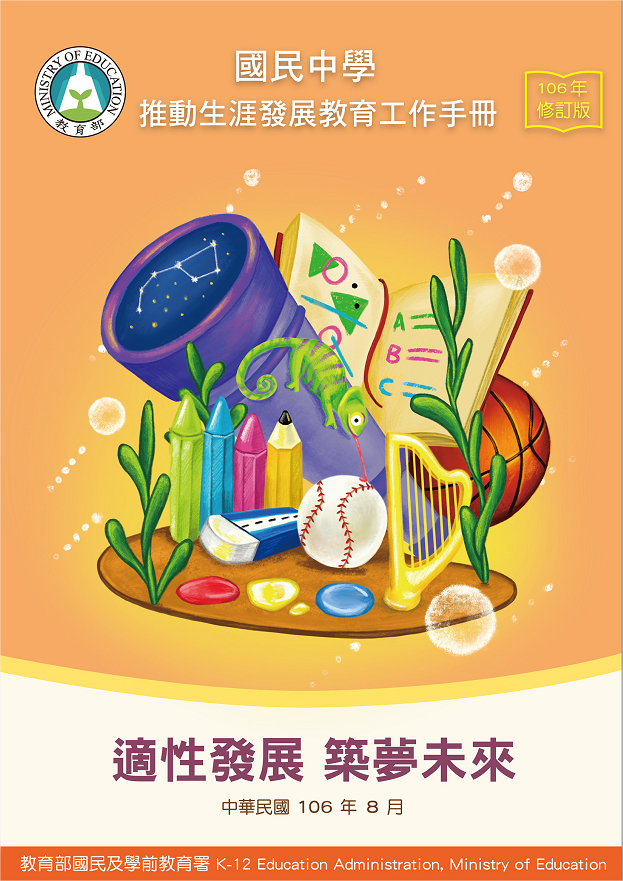 MINISTRY OF EDUCATION
教育部
國民中學
推動生涯發展教育工作手冊
106 年
修訂版
A
B
C
適性發展 築夢未來
中華民國 106 年 8 月
教育部國民及學前教育署 K-12 Education Administration, Ministry of Education